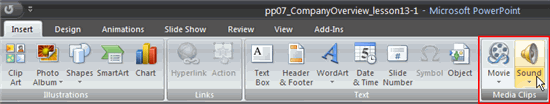 pp07_CompanyOverview_lesson13-1 - Microsoft PowerPoint
Insert Design Animations Slide Show Review View Add-Ins
Clip Art Photo Album Shapes SmartArt Chart Hyperlink Action Text Box Header & Footer WordArt Date & Time Slide Number Symbol Object Movie Sound
Illustrations Links Text Media Clips